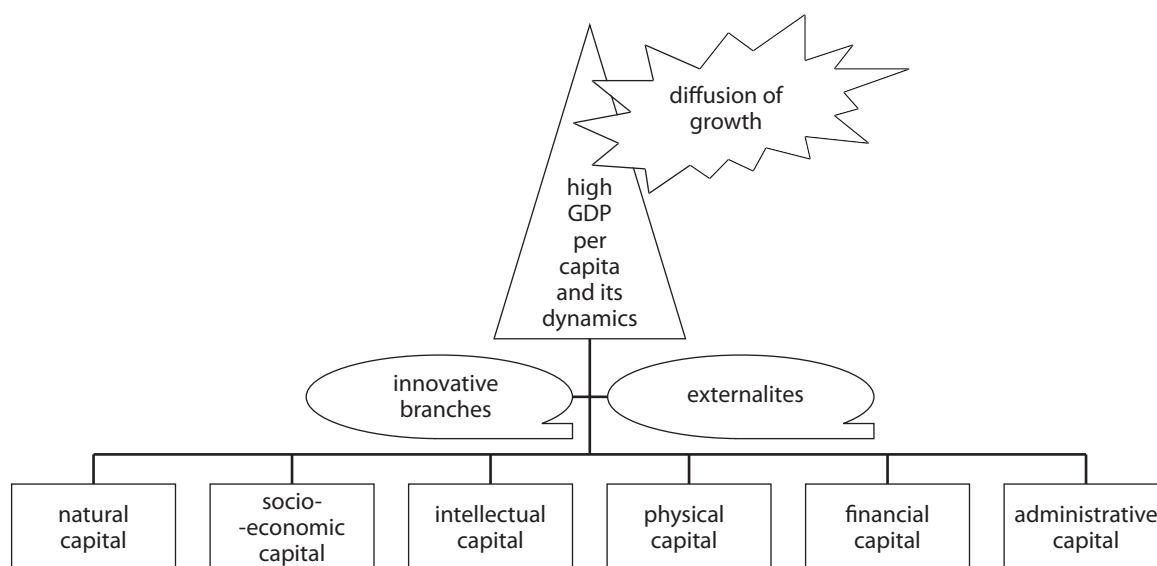 diffusion of
growth
high
GDP
per
capita
and its
dynamics
innovative
branches
externalites
natural
capital
socio-
-economic
capital
intellectual
capital
physical
capital
financial
capital
administrative
capital